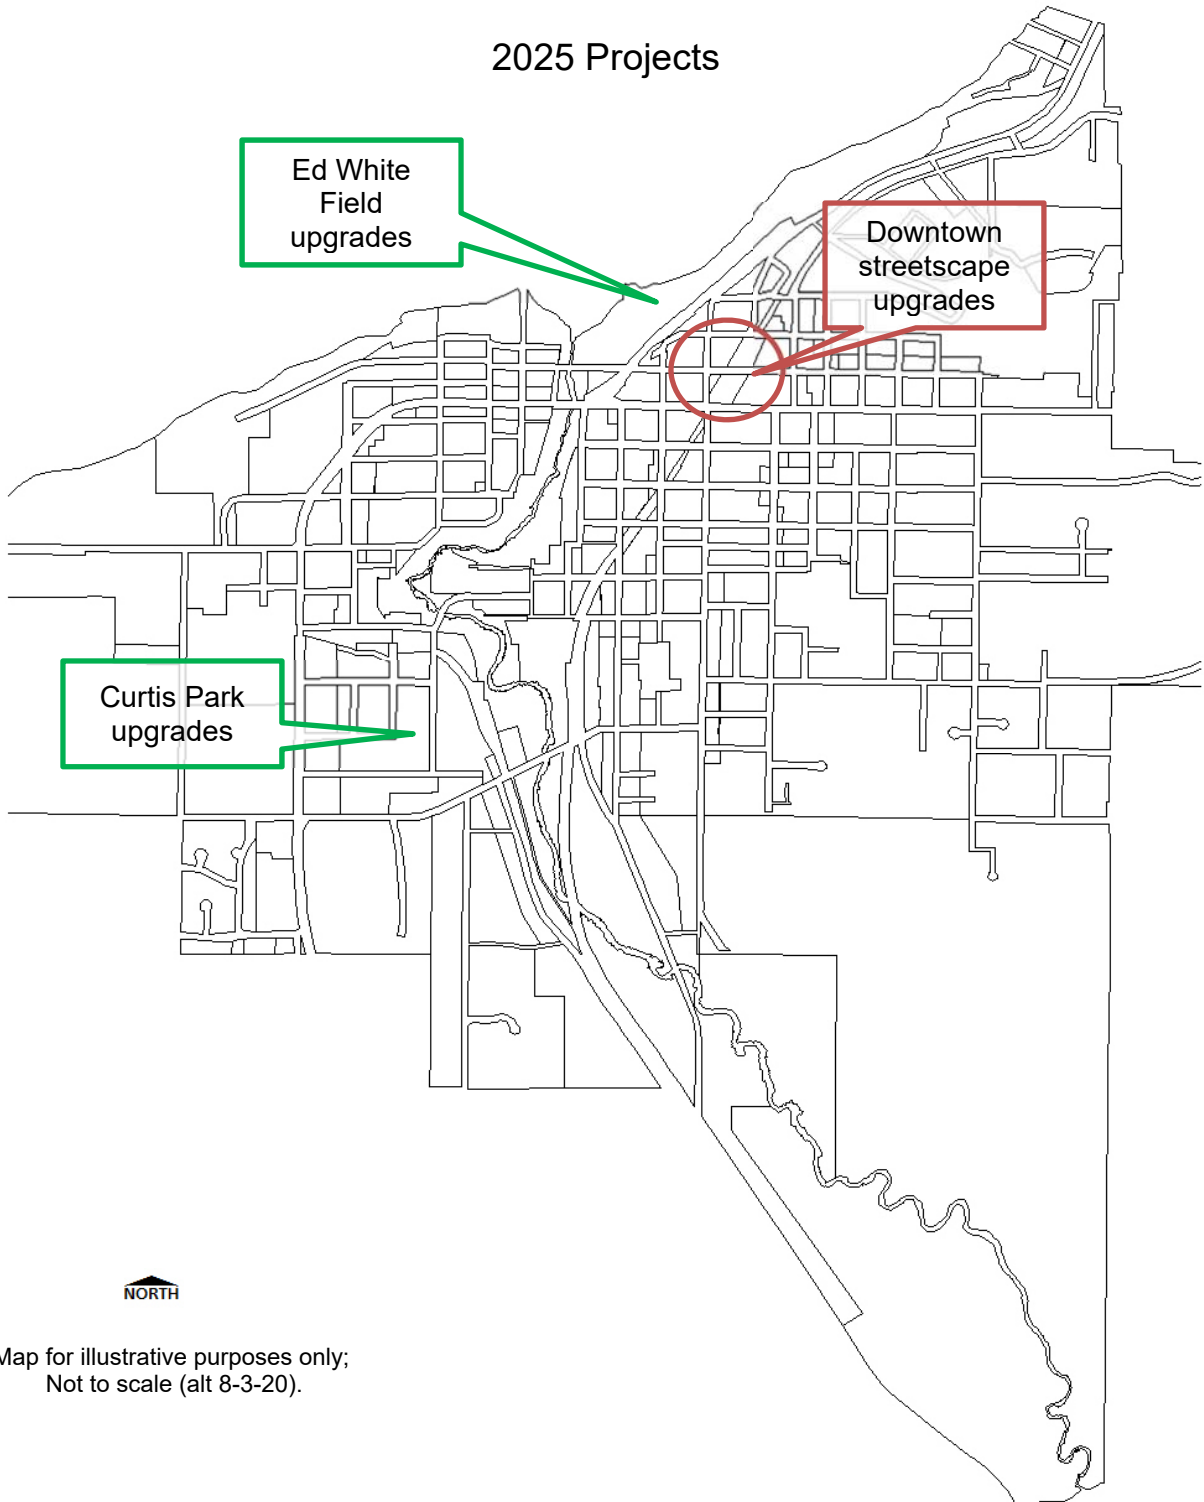 2025 Projects
Ed White
Field
upgrades
Downtown
streetscape
upgrades
Curtis Park
upgrades
NORTH
Map for illustrative purposes only;
Not to scale (alt 8-3-20).